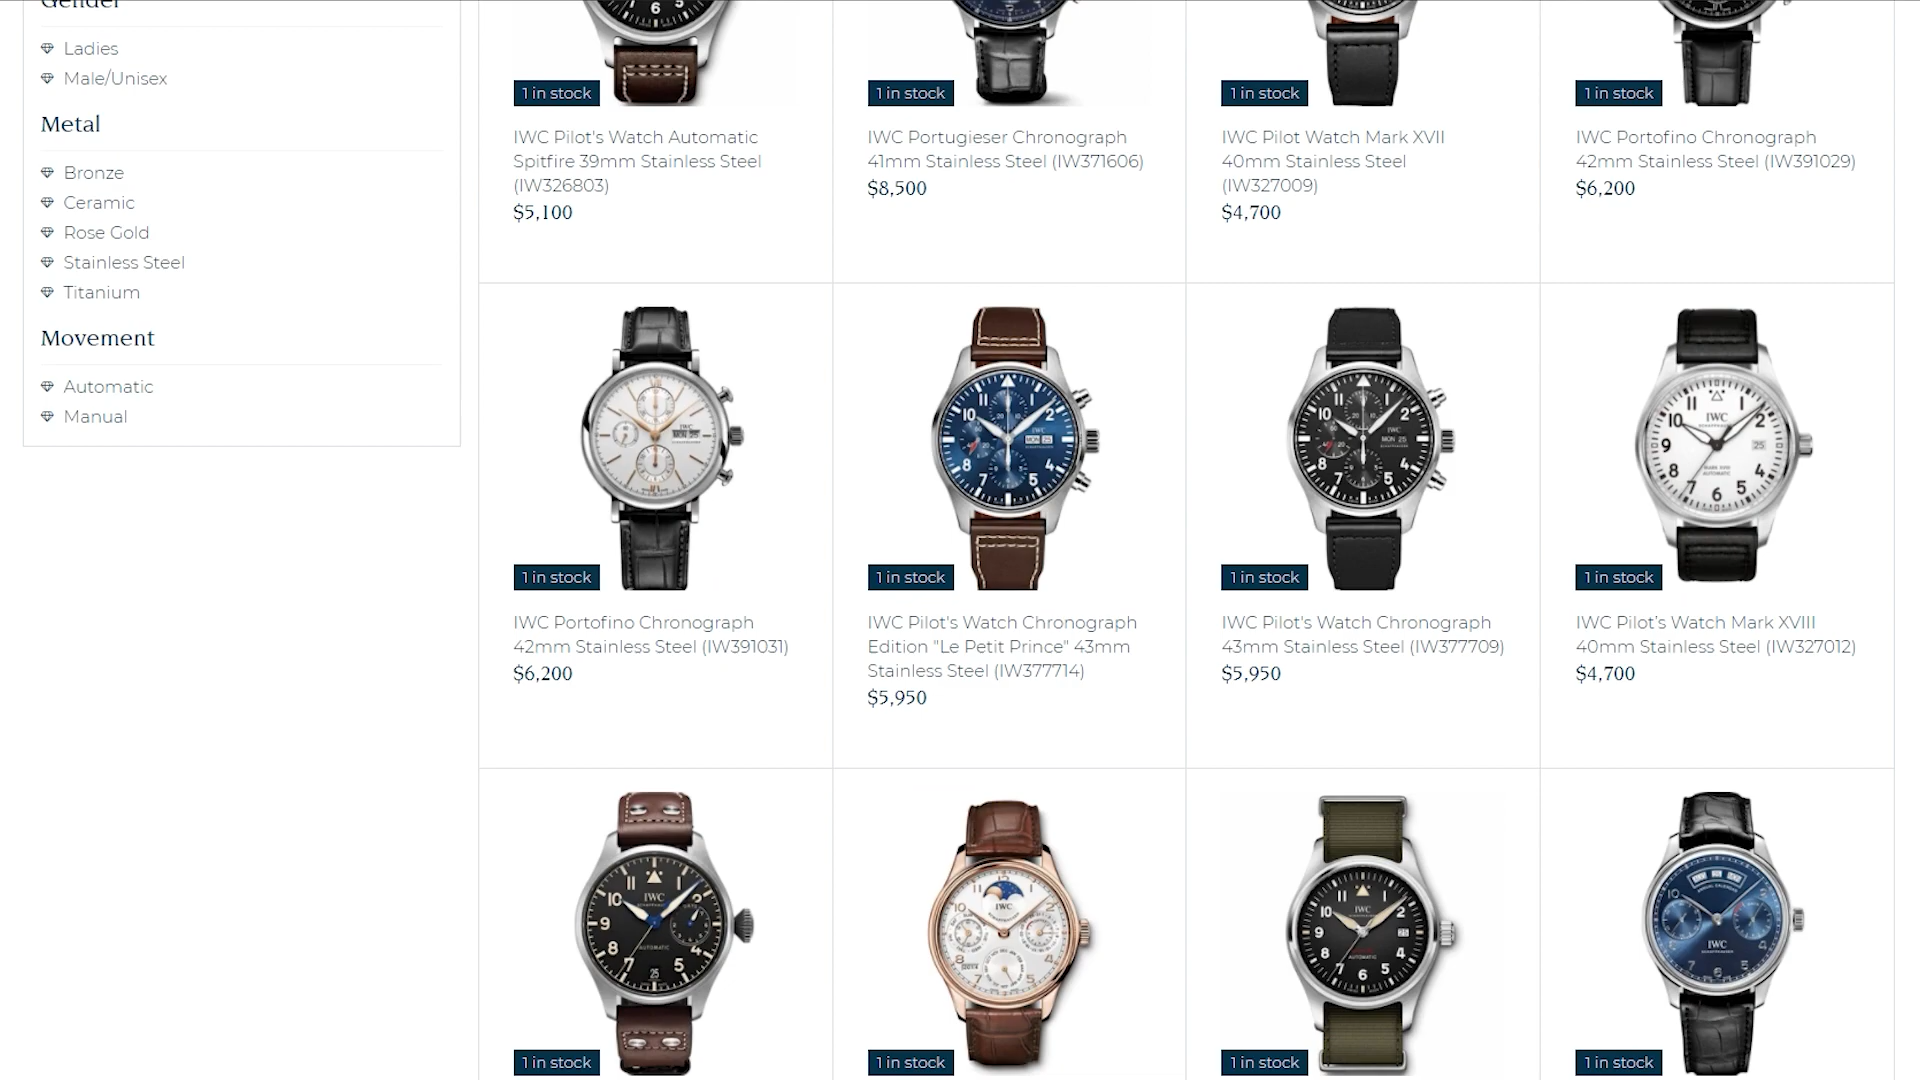 Gender
Ladies
Male/Unisex
Metal
Bronze
Ceramic
Rose Gold
Stainless Steel
Titanium
Movement
Automatic
Manual
1 in stock
IWC Pilot's Watch Automatic
Spitfire 39mm Stainless Steel
(IW326803)
$5,100
1 in stock
IWC Portugieser Chronograph
41mm Stainless Steel (IW371606)
$8,500
1 in stock
IWC Pilot Watch Mark XVII
40mm Stainless Steel
(IW327009)
$4,700
1 in stock
IWC Portofino Chronograph
42mm Stainless Steel (IW391029)
$6,200
1 in stock
IWC Portofino Chronograph
42mm Stainless Steel (IW391031)
$6,200
1 in stock
IWC Pilot's Watch Chronograph
Edition "Le Petit Prince" 43mm
Stainless Steel (IW377714)
$5,950
1 in stock
IWC Pilot's Watch Chronograph
43mm Stainless Steel (IW377709)
$5,950
1 in stock
IWC Pilot’s Watch Mark XVIII
40mm Stainless Steel (IW327012)
$4,700
1 in stock
1 in stock
1 in stock
1 in stock